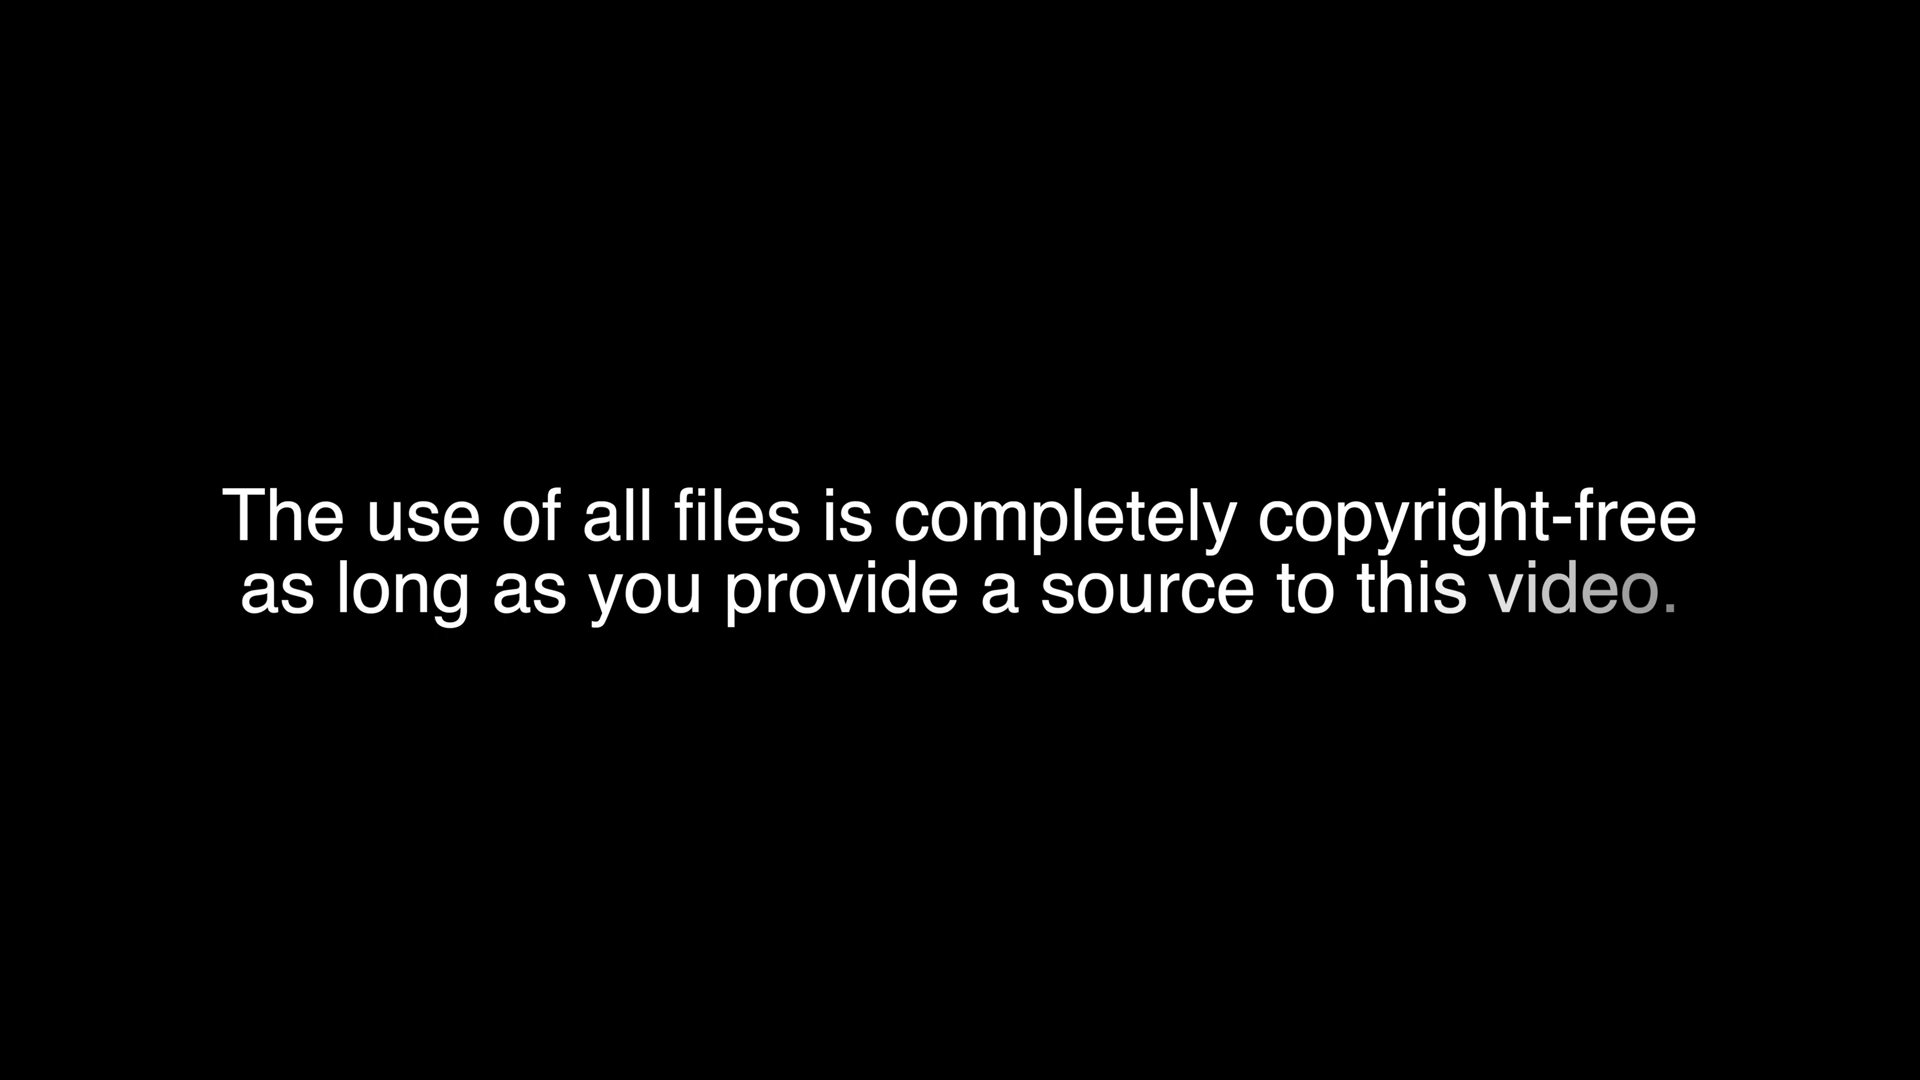 The use of all files is completely copyright-free
as long as you provide a source to this video.